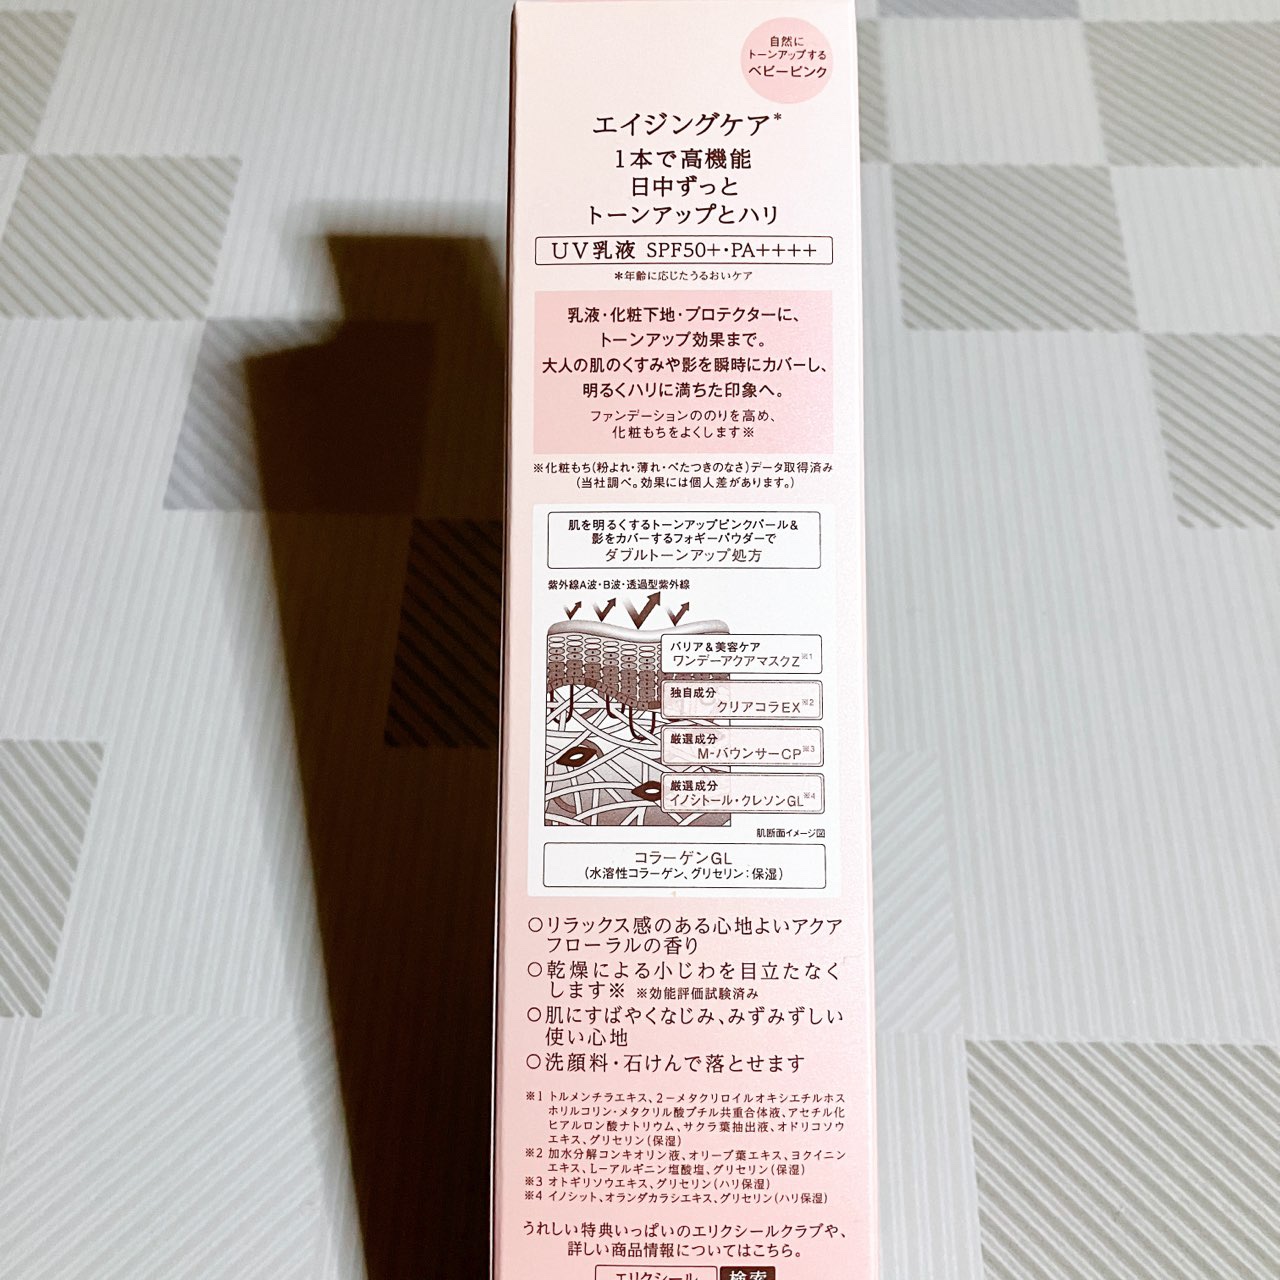 自然に
トーンアップする
ベビーピンク
エイジングケア*
1本で高機能
日中ずっと
トーンアップとハリ
UV乳液 SPF50+・PA++++
*年齢に応じたうるおいケア
乳液・化粧下地・プロテクターに、
トーンアップ効果まで。
大人の肌のくすみや影を瞬時にカバーし、
明るくハリに満ちた印象へ。
ファンデーションののりを高め、
化粧もちをよくします※
※化粧もち(粉よれ・薄れ・べたつきのなさ)データ取得済み
(当社調べ。効果には個人差があります。)
肌を明るくするトーンアップピンクパール&
影をカバーするフォギーパウダーで
ダブルトーンアップ処方
紫外線A波・B波・透過型紫外線
バリア&美容ケア
ワンデーアクアマスクZ※1
独自成分
クリアコラEX※2
厳選成分
M-バウンサーCP※3
厳選成分
イノシトール・クレソンGL※4
肌断面イメージ図
コラーゲンGL
(水溶性コラーゲン、グリセリン:保湿)
○リラックス感のある心地よいアクア
フローラルの香り
○乾燥による小じわを目立たなく
します※ ※効能評価試験済み
○肌にすばやくなじみ、みずみずしい
使い心地
○洗顔料・石けんで落とせます
※1 トルメンチラエキス、2-メタクリロイルオキシエチルホス
ホリルコリン・メタクリル酸ブチル共重合体液、アセチル化
ヒアルロン酸ナトリウム、サクラ葉抽出液、オドリコソウ
エキス、グリセリン(保湿)
※2 加水分解コンキオリン液、オリーブ葉エキス、ヨクイニン
エキス、L-アルギニン塩酸塩、グリセリン(保湿)
※3 オトギリソウエキス、グリセリン(ハリ保湿)
※4 イノシット、オランダカラシエキス、グリセリン(ハリ保湿)
うれしい特典いっぱいのエリクシールクラブや、
詳しい商品情報についてはこちら。
エリクシール 検索